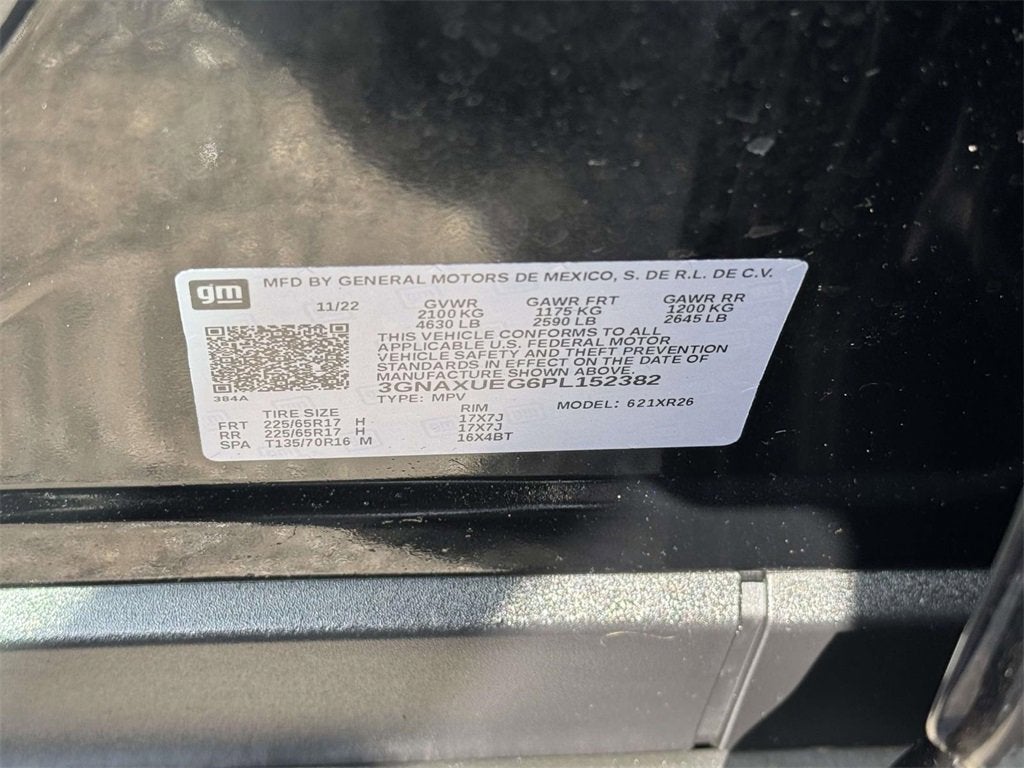 gm
MFD BY GENERAL MOTORS DE MEXICO, S. DE R.L. DE C.V.
11/22 GVWR GAWR FRT GAWR RR
2100 KG 1175 KG 1200 KG
4630 LB 2590 LB 2645 LB
THIS VEHICLE CONFORMS TO ALL
APPLICABLE U.S. FEDERAL MOTOR
VEHICLE SAFETY AND THEFT PREVENTION
STANDARDS IN EFFECT ON THE DATE OF
MANUFACTURE SHOWN ABOVE.
3GNAXUEG6PL152382
384A
TYPE: MPV MODEL: 621XR26
TIRE SIZE RIM
FRT 225/65R17 H 17X7J
RR 225/65R17 H 17X7J
SPA T135/70R16 M 16X4BT